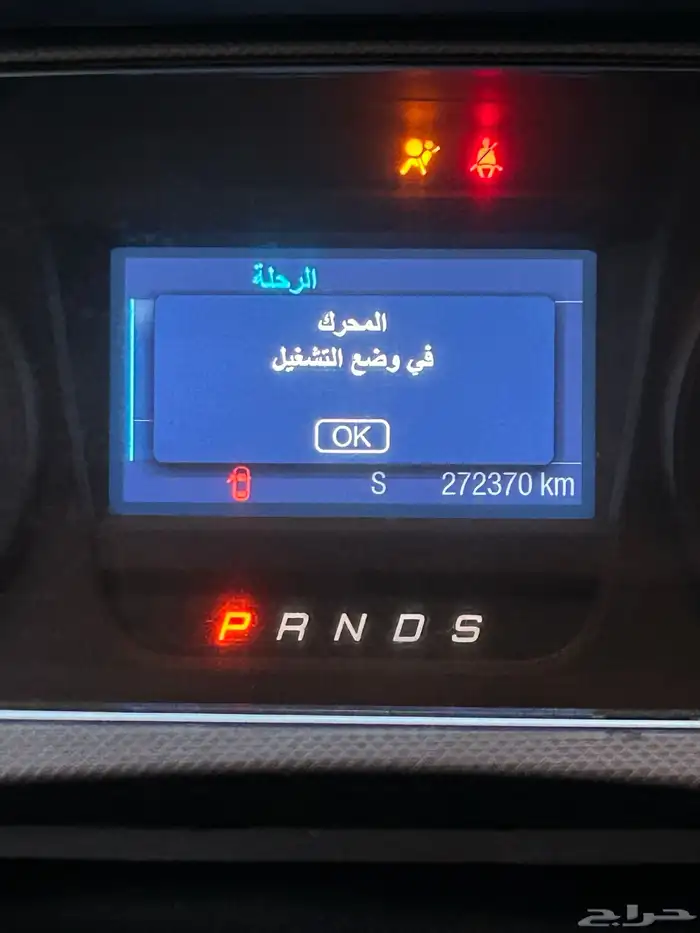 الرحلة
المحرك
في وضع التشغيل
OK
S 272370 km
P R N D S
حراج